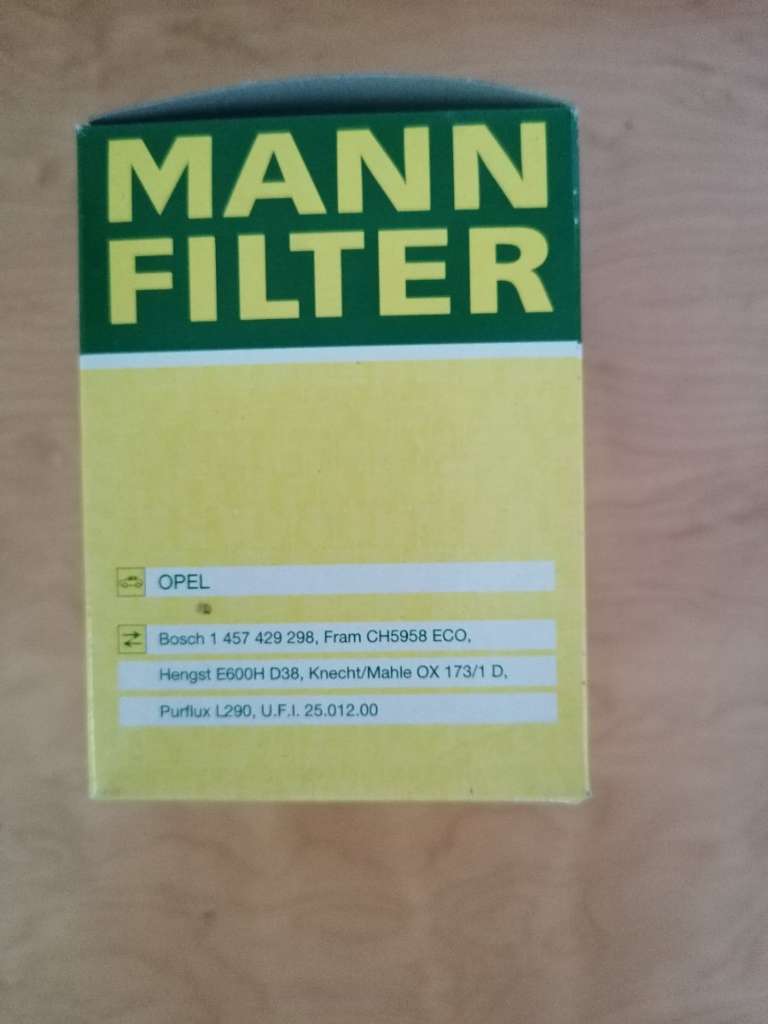 MANN
FILTER
OPEL
Bosch 1 457 429 298, Fram CH5958 ECO,
Hengst E600H D38, Knecht/Mahle OX 173/1 D,
Purflux L290, U.F.I. 25.012.00